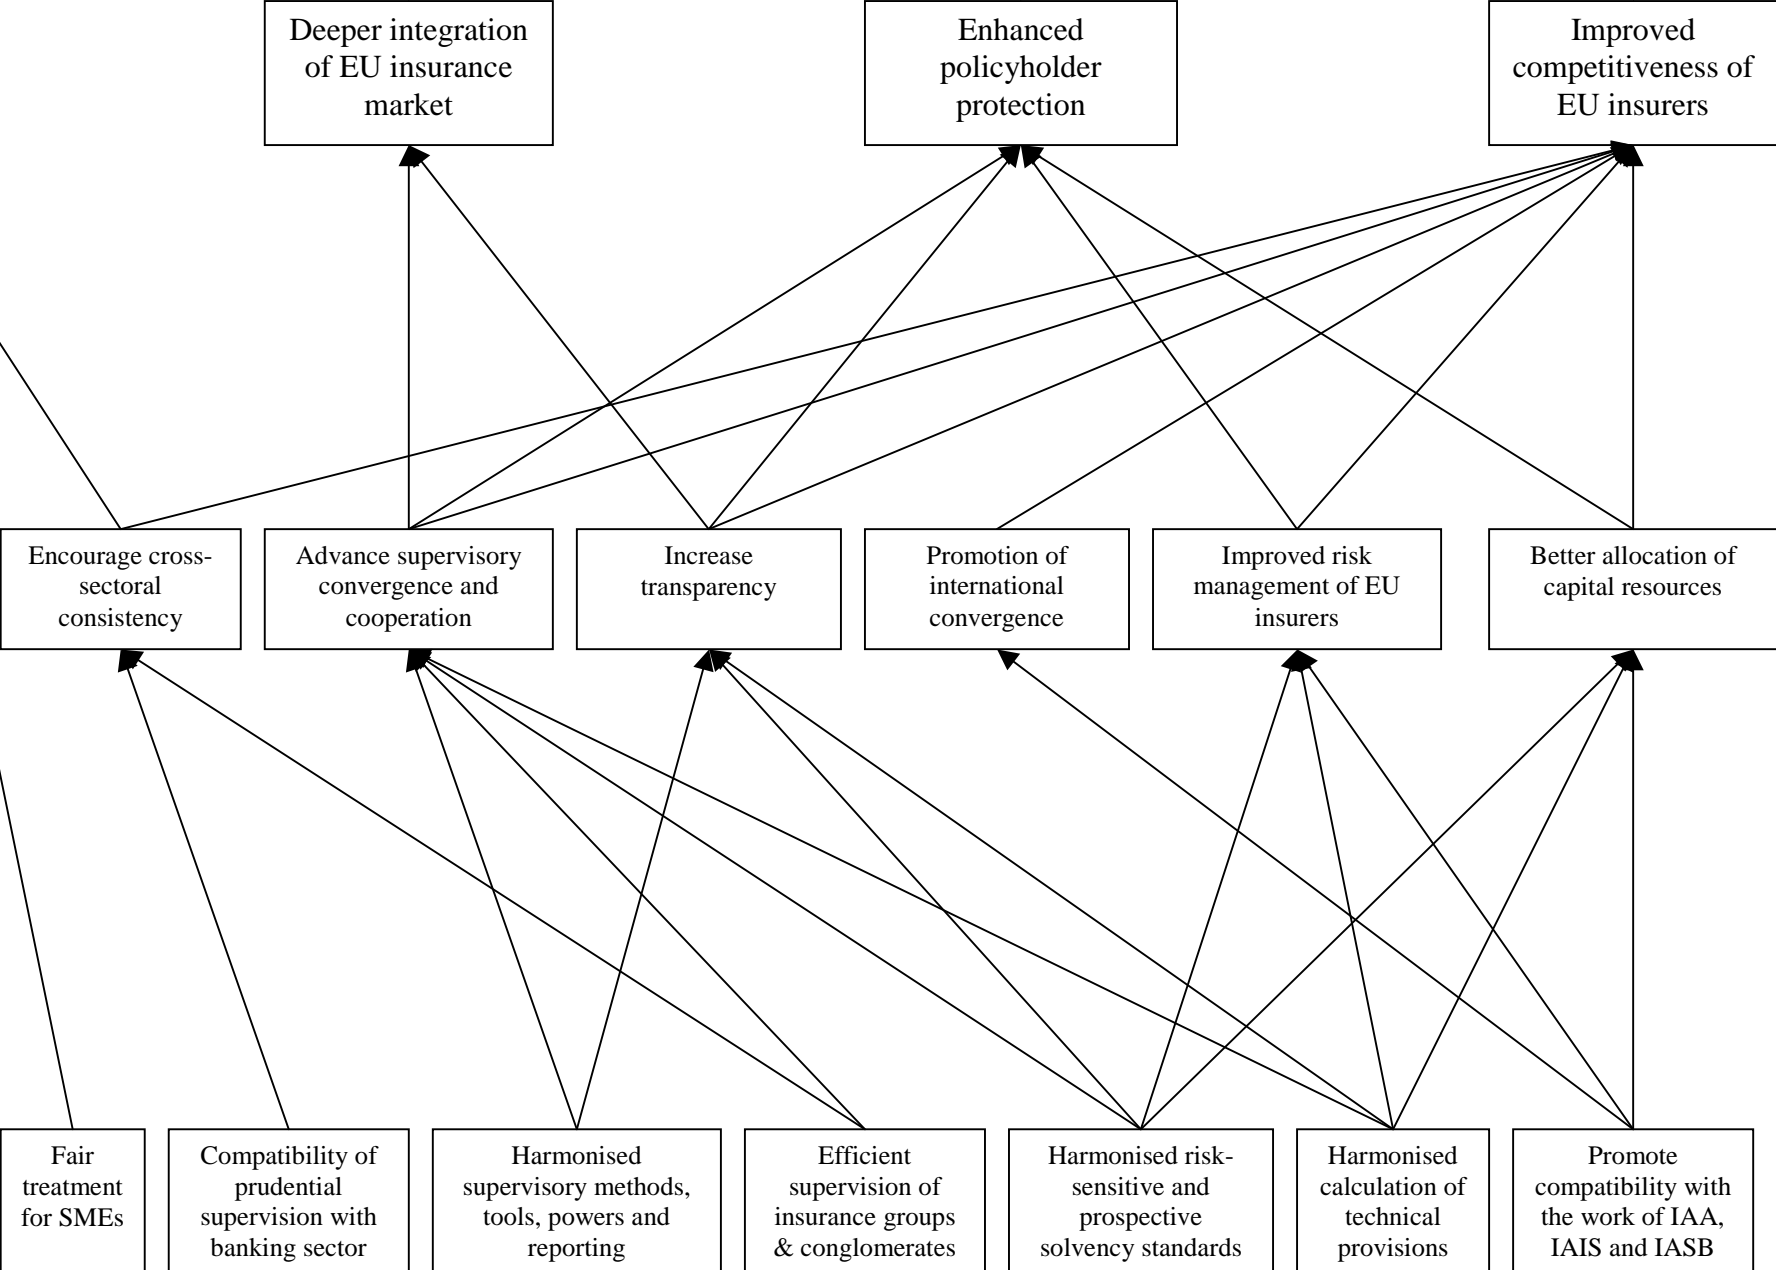 Deeper integration
of EU insurance
market
Enhanced
policyholder
protection
Improved
competitiveness of
EU insurers
Encourage cross-
sectoral
consistency
Advance supervisory
convergence and
cooperation
Increase
transparency
Promotion of
international
convergence
Improved risk
management of EU
insurers
Better allocation of
capital resources
Fair
treatment
for SMEs
Compatibility of
prudential
supervision with
banking sector
Harmonised
supervisory methods,
tools, powers and
reporting
Efficient
supervision of
insurance groups
& conglomerates
Harmonised risk-
sensitive and
prospective
solvency standards
Harmonised
calculation of
technical
provisions
Promote
compatibility with
the work of IAA,
IAIS and IASB